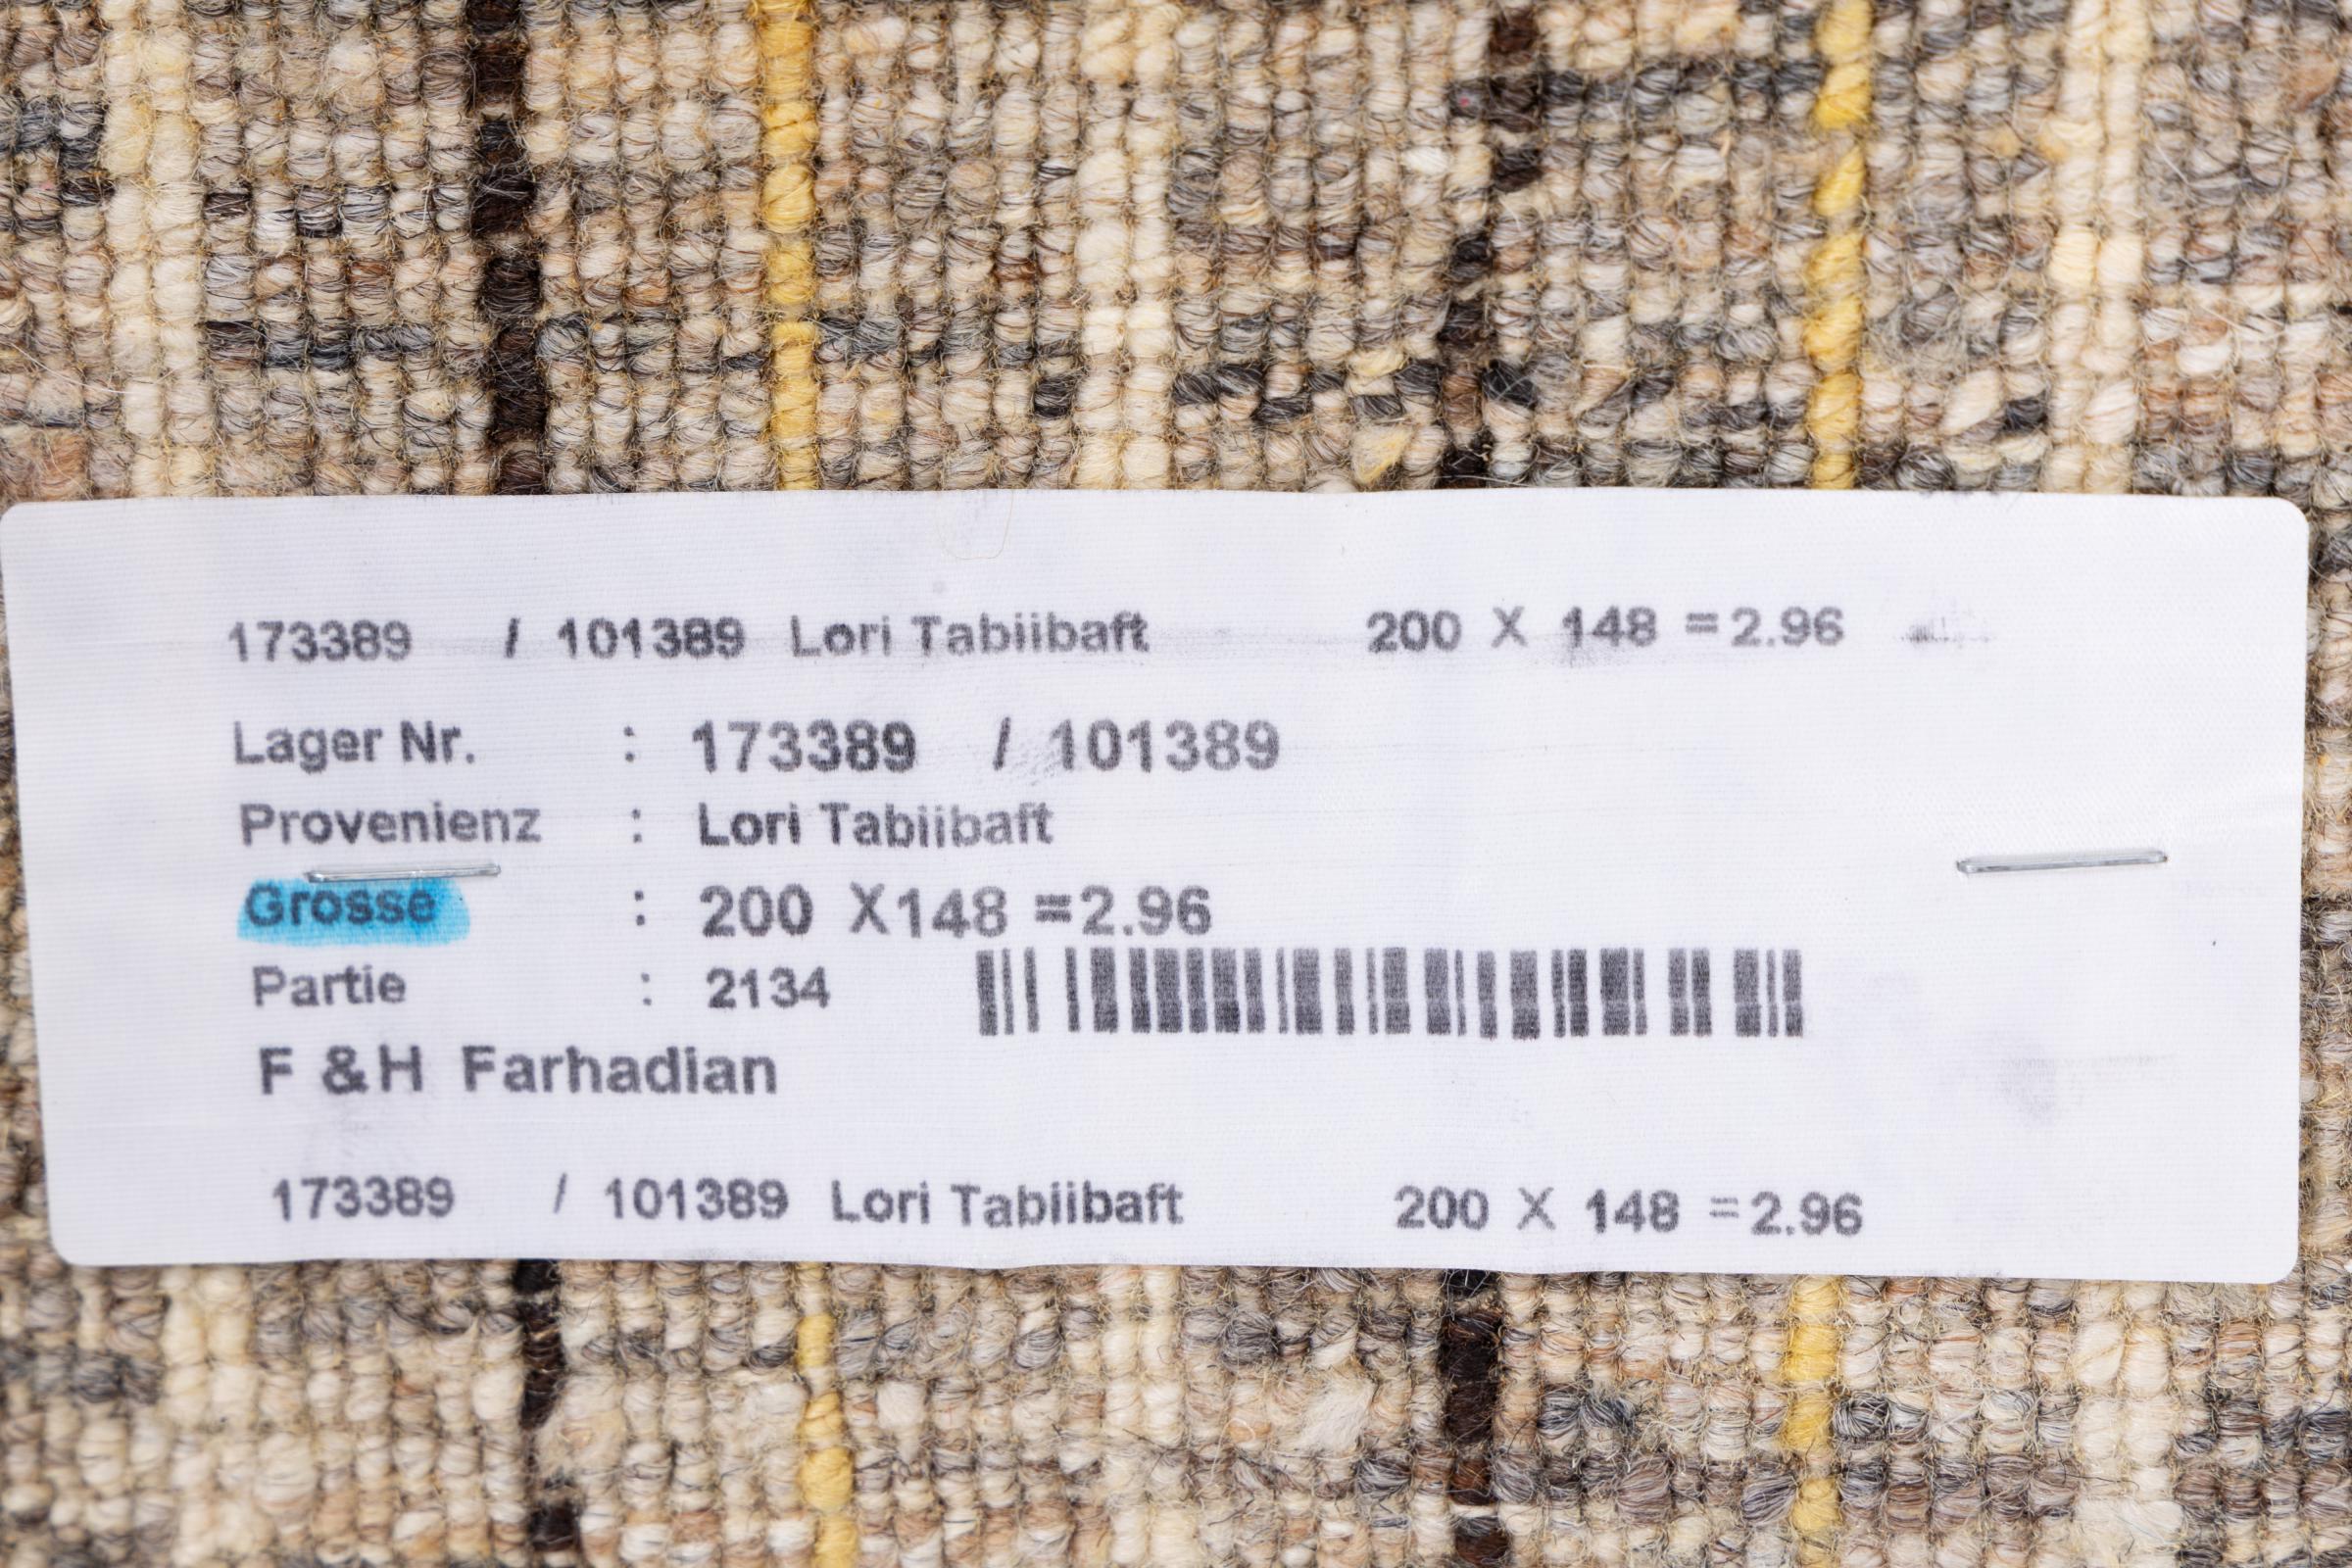 173389 / 101389 Lori Tabiibaft 200 X 148 =2.96
Lager Nr. : 173389 / 101389
Provenienz : Lori Tabiibaft
Grosse : 200 X148 =2.96
Partie : 2134
F &H Farhadian
173389 / 101389 Lori Tabiibaft 200 X 148 =2.96